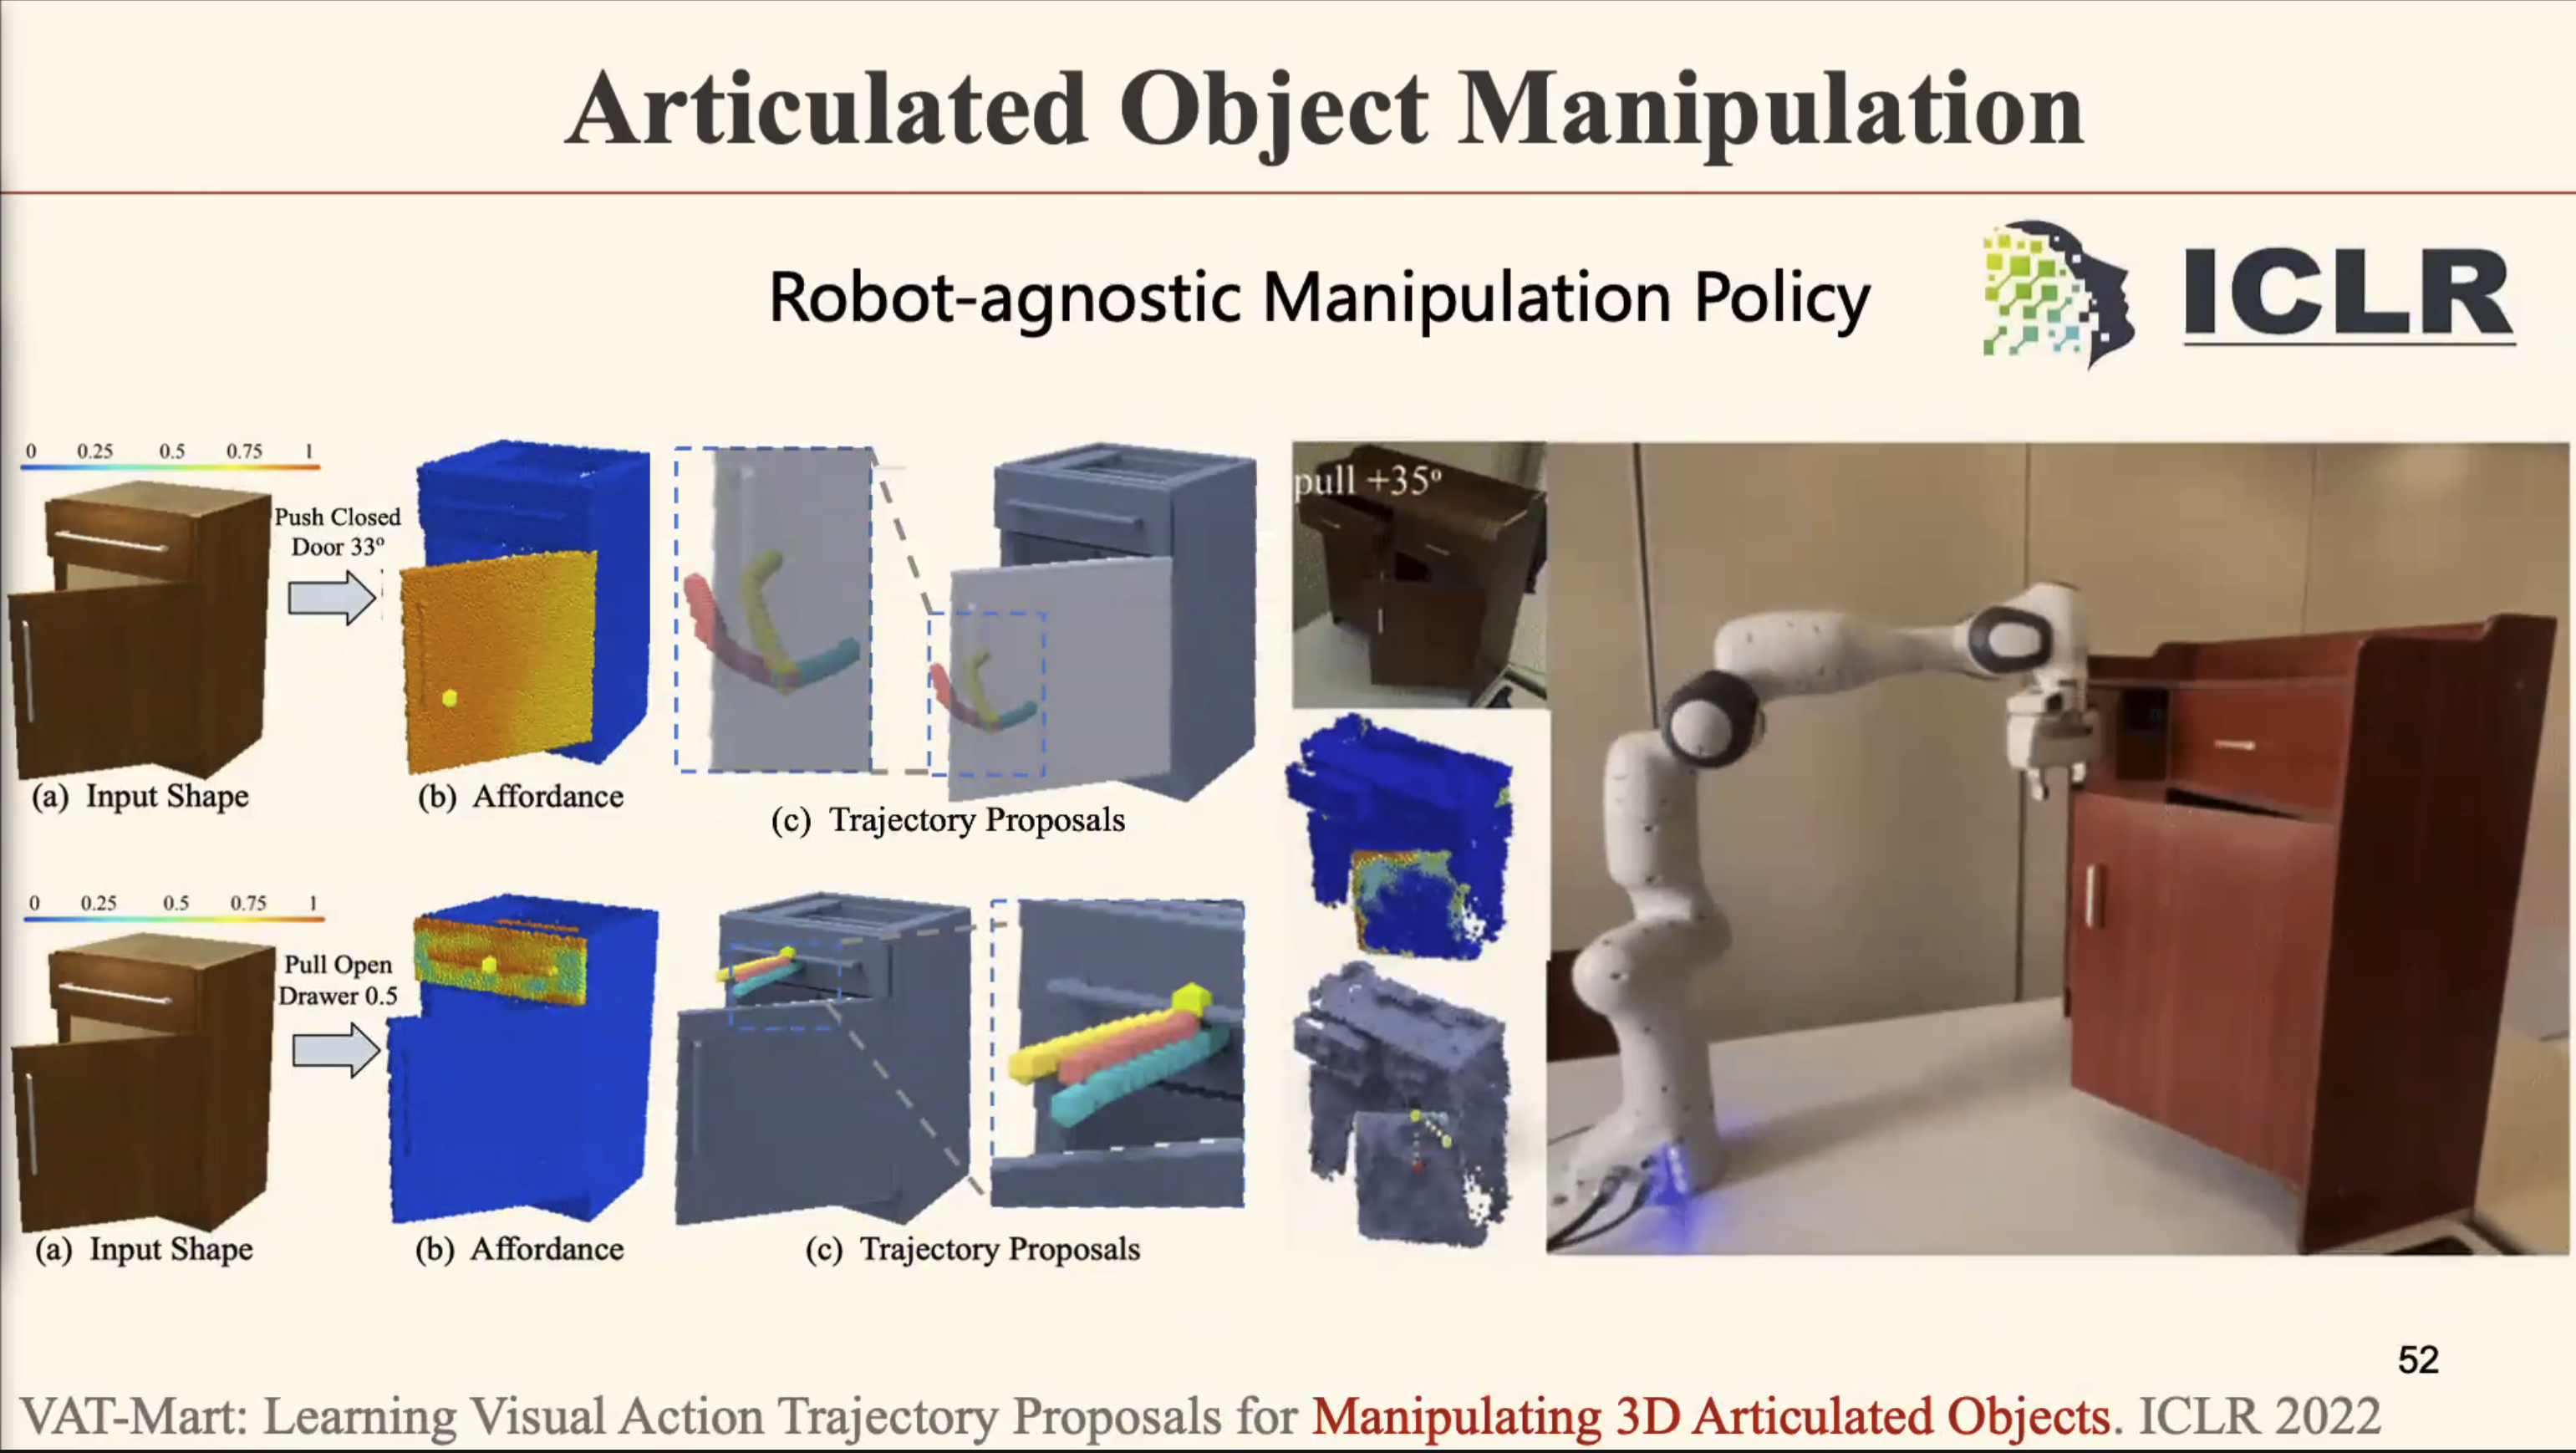 Articulated Object Manipulation
Robot-agnostic Manipulation Policy
ICLR
0 0.25 0.5 0.75 1
Push Closed
Door 33º
(a) Input Shape
(b) Affordance
(c) Trajectory Proposals
pull +35º
0 0.25 0.5 0.75 1
Pull Open
Drawer 0.5
(a) Input Shape
(b) Affordance
(c) Trajectory Proposals
52
VAT-Mart: Learning Visual Action Trajectory Proposals for Manipulating 3D Articulated Objects. ICLR 2022